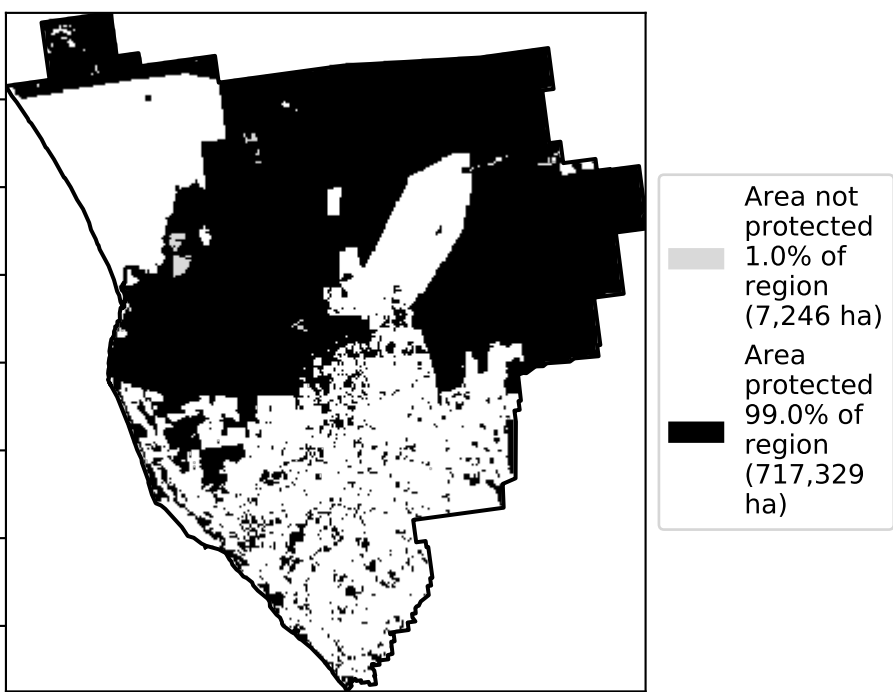 Area not
protected
1.0% of
region
(7,246 ha)
Area
protected
99.0% of
region
(717,329
ha)